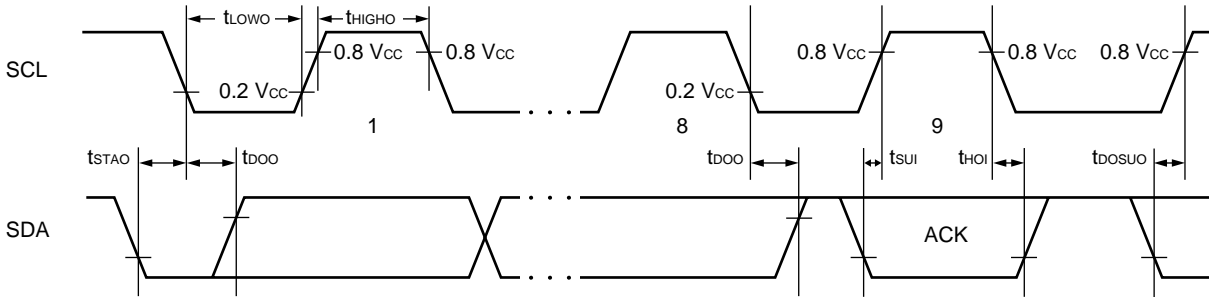 tLOWO tHIGHO
SCL 0.8 VCC 0.8 VCC 0.8 VCC 0.8 VCC 0.8 VCC
0.2 VCC 0.2 VCC
1 8 9
tSTAO tDOO tDOO tSUI tHOI tDOSUO
SDA ACK